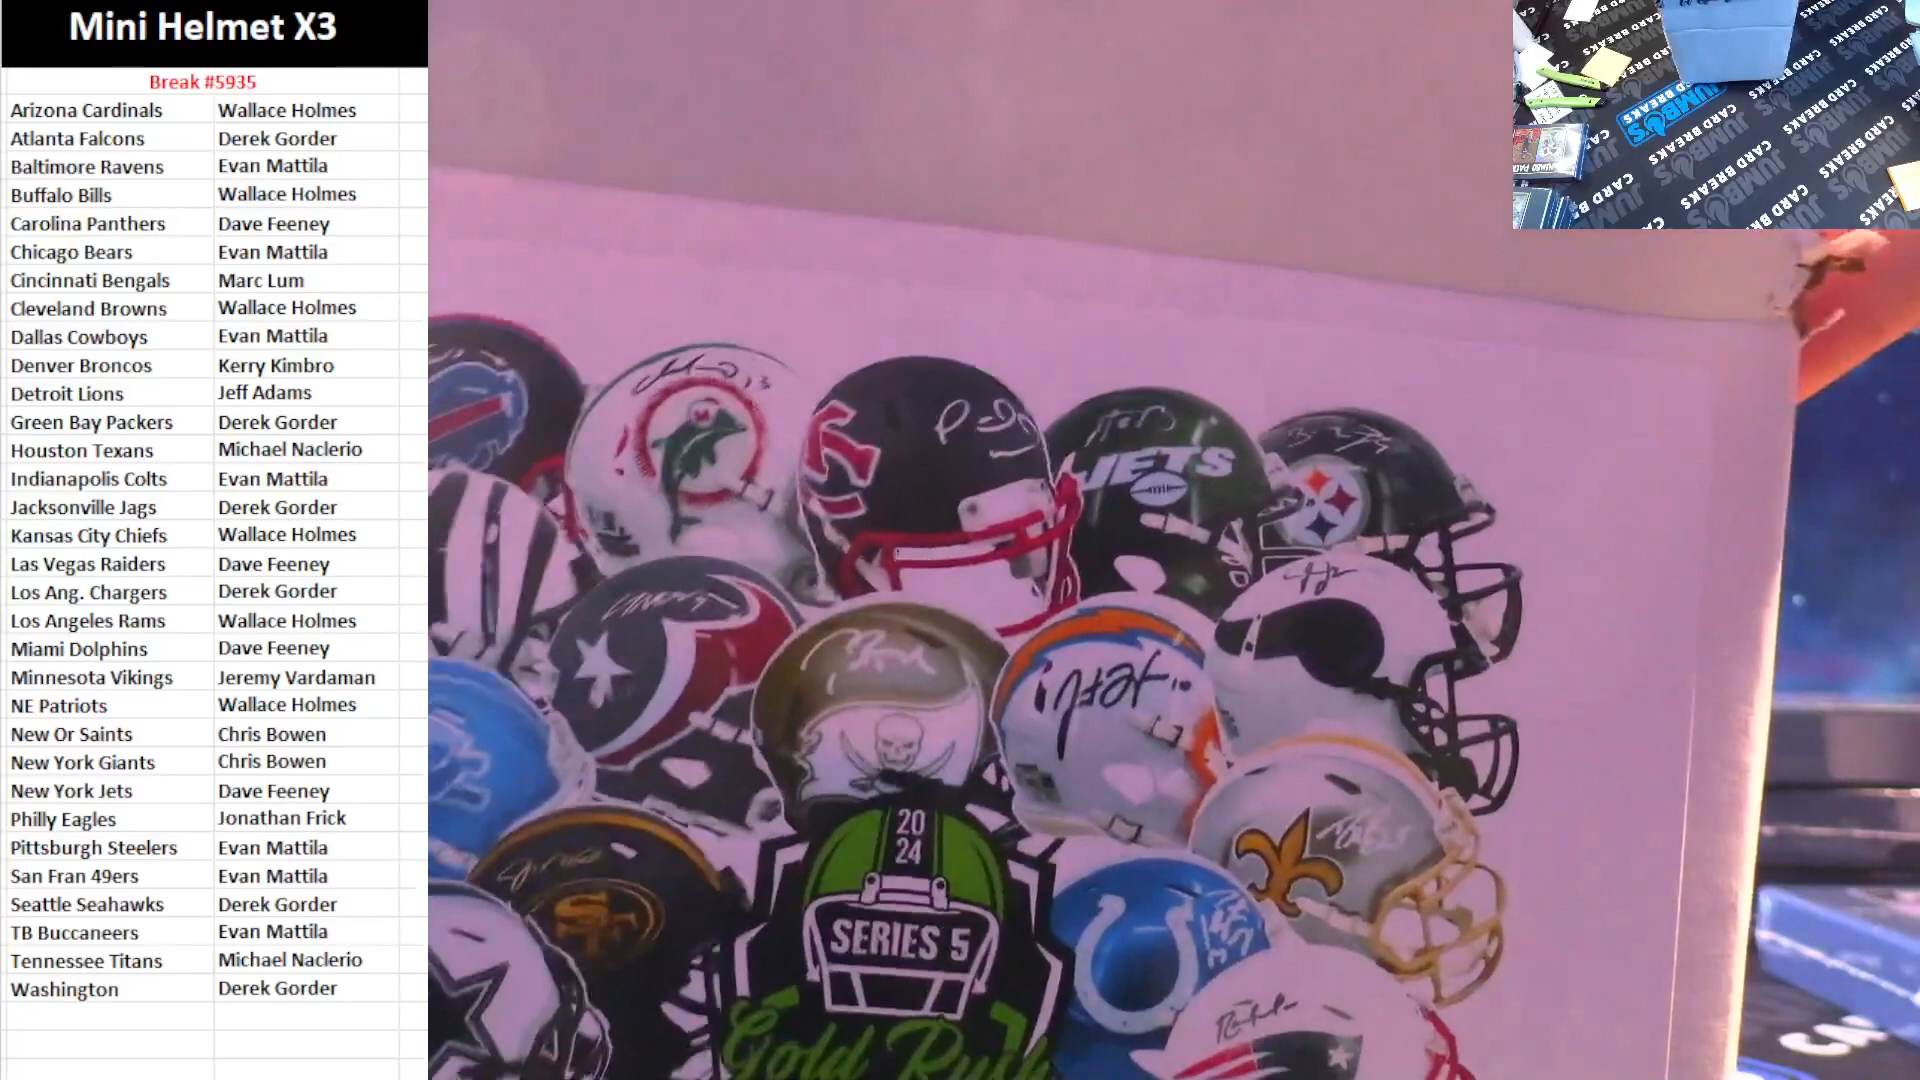 Mini Helmet X3
Break #5935
Arizona Cardinals Wallace Holmes
Atlanta Falcons Derek Gorder
Baltimore Ravens Evan Mattila
Buffalo Bills Wallace Holmes
Carolina Panthers Dave Feeney
Chicago Bears Evan Mattila
Cincinnati Bengals Marc Lum
Cleveland Browns Wallace Holmes
Dallas Cowboys Evan Mattila
Denver Broncos Kerry Kimbro
Detroit Lions Jeff Adams
Green Bay Packers Derek Gorder
Houston Texans Michael Naclerio
Indianapolis Colts Evan Mattila
Jacksonville Jags Derek Gorder
Kansas City Chiefs Wallace Holmes
Las Vegas Raiders Dave Feeney
Los Ang. Chargers Derek Gorder
Los Angeles Rams Wallace Holmes
Miami Dolphins Dave Feeney
Minnesota Vikings Jeremy Vardaman
NE Patriots Wallace Holmes
New Or Saints Chris Bowen
New York Giants Chris Bowen
New York Jets Dave Feeney
Philly Eagles Jonathan Frick
Pittsburgh Steelers Evan Mattila
San Fran 49ers Evan Mattila
Seattle Seahawks Derek Gorder
TB Buccaneers Evan Mattila
Tennessee Titans Michael Naclerio
Washington Derek Gorder
JETS
20
24
SERIES 5
Gold Rush
SF
JUMBO'S
CARD BREAKS